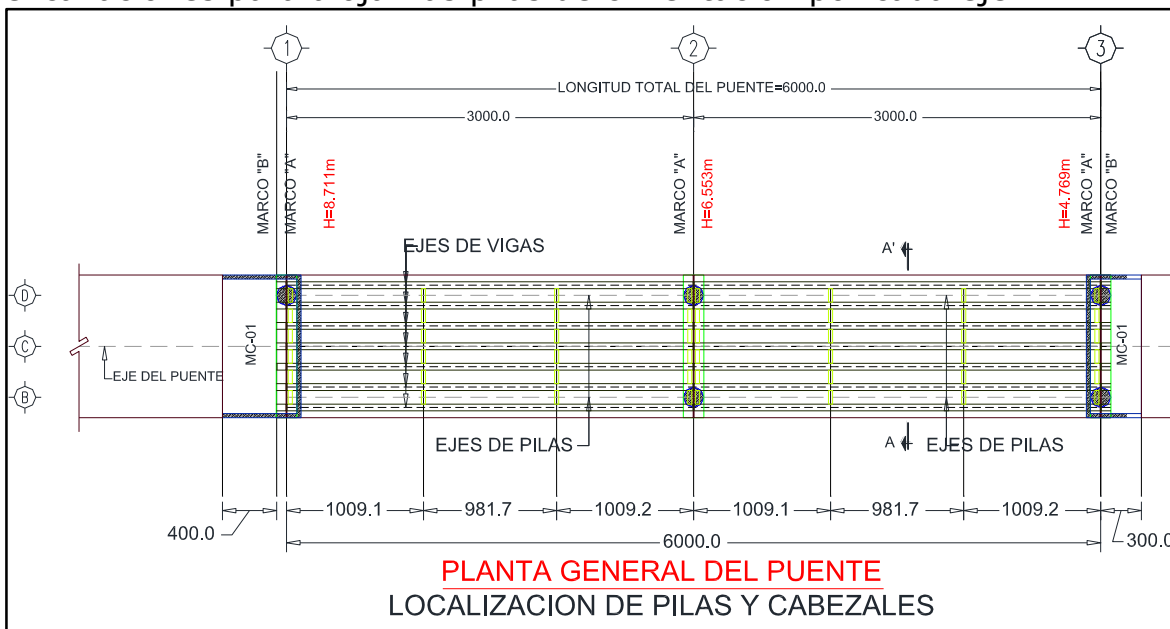 1 2 3
LONGITUD TOTAL DEL PUENTE=6000.0
3000.0 3000.0
MARCO "B"
MARCO "A"
H=8.711m
MARCO "A"
H=6.553m
H=4.769m
MARCO "A"
MARCO "B"
EJES DE VIGAS
A'
D
C
B
MC-01
MC-01
EJE DEL PUENTE
EJES DE PILAS
A
EJES DE PILAS
1009.1 981.7 1009.2 1009.1 981.7 1009.2
400.0
6000.0
300.0
PLANTA GENERAL DEL PUENTE
LOCALIZACION DE PILAS Y CABEZALES